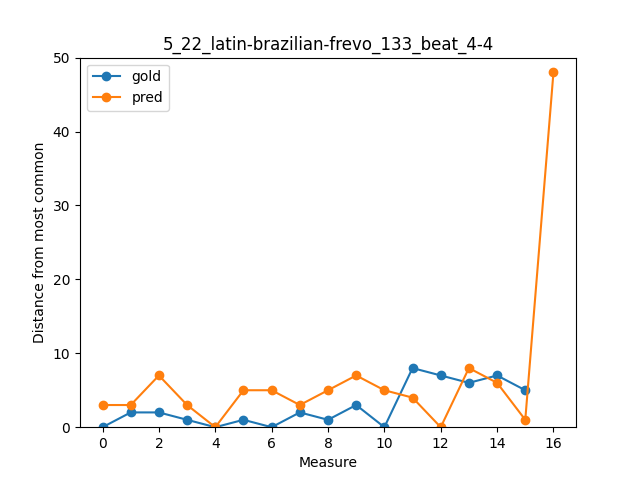 5_22_latin-brazilian-frevo_133_beat_4-4
gold
pred
50
40
30
20
10
0
Distance from most common
0 2 4 6 8 10 12 14 16
Measure